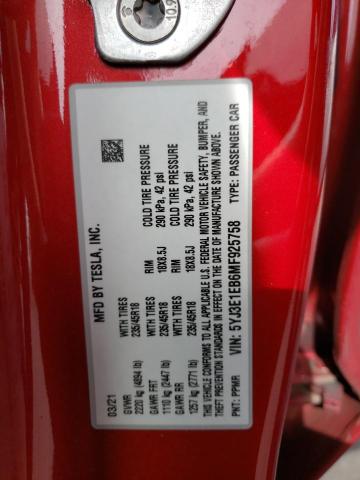 10.9
MFD BY TESLA, INC.
03/21
GVWR WITH TIRES RIM COLD TIRE PRESSURE
2220 kg (4894 lb) 235/45R18 18X8.5J 290 kPa, 42 psi
GAWR FRT WITH TIRES RIM COLD TIRE PRESSURE
1110 kg (2447 lb) 235/45R18 18X8.5J 290 kPa, 42 psi
GAWR RR
1257 kg (2771 lb)
THIS VEHICLE CONFORMS TO ALL APPLICABLE U.S. FEDERAL MOTOR VEHICLE SAFETY, BUMPER, AND
THEFT PREVENTION STANDARDS IN EFFECT ON THE DATE OF MANUFACTURE SHOWN ABOVE.
VIN: 5YJ3E1EB6MF925758
PNT: PPMR TYPE: PASSENGER CAR